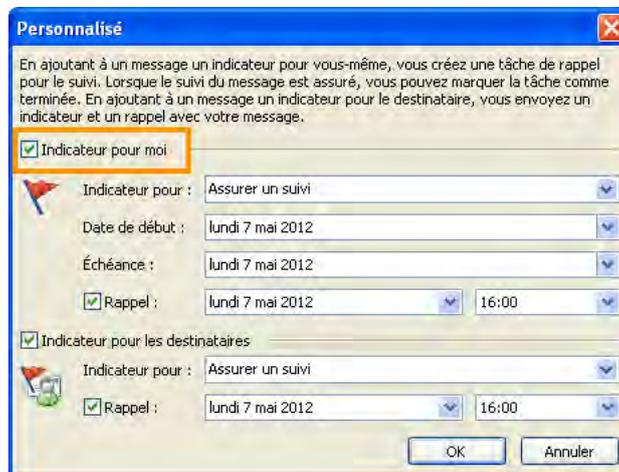 Personnalisé
En ajoutant à un message un indicateur pour vous-même, vous créez une tâche de rappel
pour le suivi. Lorsque le suivi du message est assuré, vous pouvez marquer la tâche comme
terminée. En ajoutant à un message un indicateur pour le destinataire, vous envoyez un
indicateur et un rappel avec votre message.
Indicateur pour moi
Indicateur pour : Assurer un suivi
Date de début : lundi 7 mai 2012
Échéance : lundi 7 mai 2012
Rappel : lundi 7 mai 2012 16:00
Indicateur pour les destinataires
Indicateur pour : Assurer un suivi
Rappel : lundi 7 mai 2012 16:00
OK Annuler